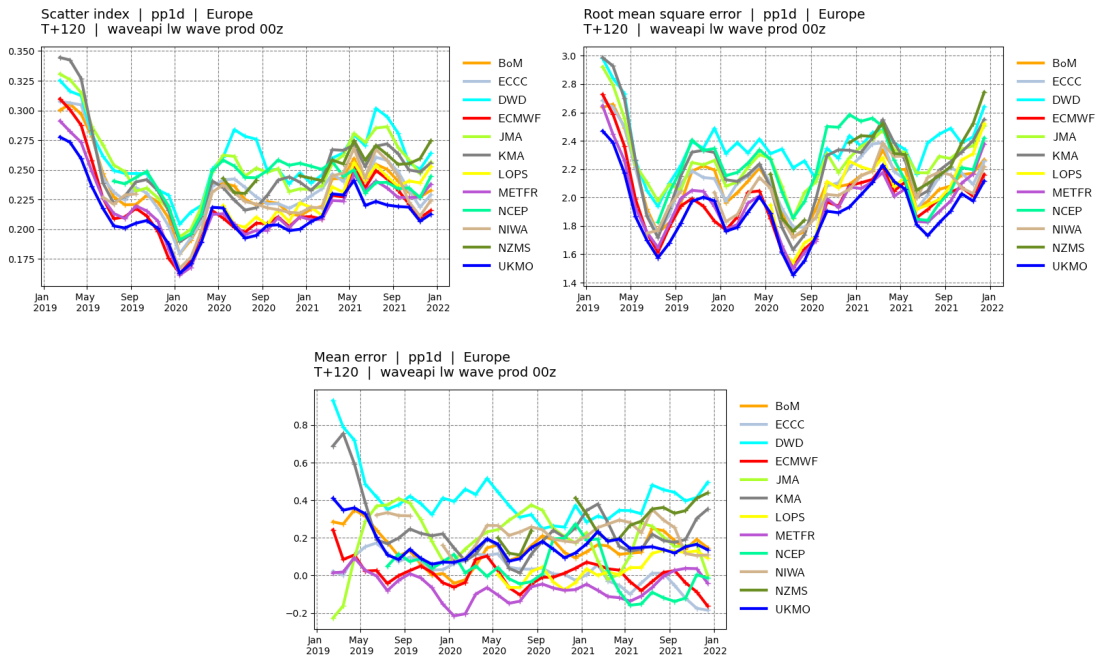 Scatter index | pp1d | Europe
T+120 | waveapi lw wave prod 00z
0.350
0.325
0.300
0.275
0.250
0.225
0.200
0.175
Jan 2019
May 2019
Sep 2019
Jan 2020
May 2020
Sep 2020
Jan 2021
May 2021
Sep 2021
Jan 2022
BoM
ECCC
DWD
ECMWF
JMA
KMA
LOPS
METFR
NCEP
NIWA
NZMS
UKMO
Root mean square error | pp1d | Europe
T+120 | waveapi lw wave prod 00z
3.0
2.8
2.6
2.4
2.2
2.0
1.8
1.6
1.4
Jan 2019
May 2019
Sep 2019
Jan 2020
May 2020
Sep 2020
Jan 2021
May 2021
Sep 2021
Jan 2022
BoM
ECCC
DWD
ECMWF
JMA
KMA
LOPS
METFR
NCEP
NIWA
NZMS
UKMO
Mean error | pp1d | Europe
T+120 | waveapi lw wave prod 00z
0.8
0.6
0.4
0.2
0.0
−0.2
Jan 2019
May 2019
Sep 2019
Jan 2020
May 2020
Sep 2020
Jan 2021
May 2021
Sep 2021
Jan 2022
BoM
ECCC
DWD
ECMWF
JMA
KMA
LOPS
METFR
NCEP
NIWA
NZMS
UKMO